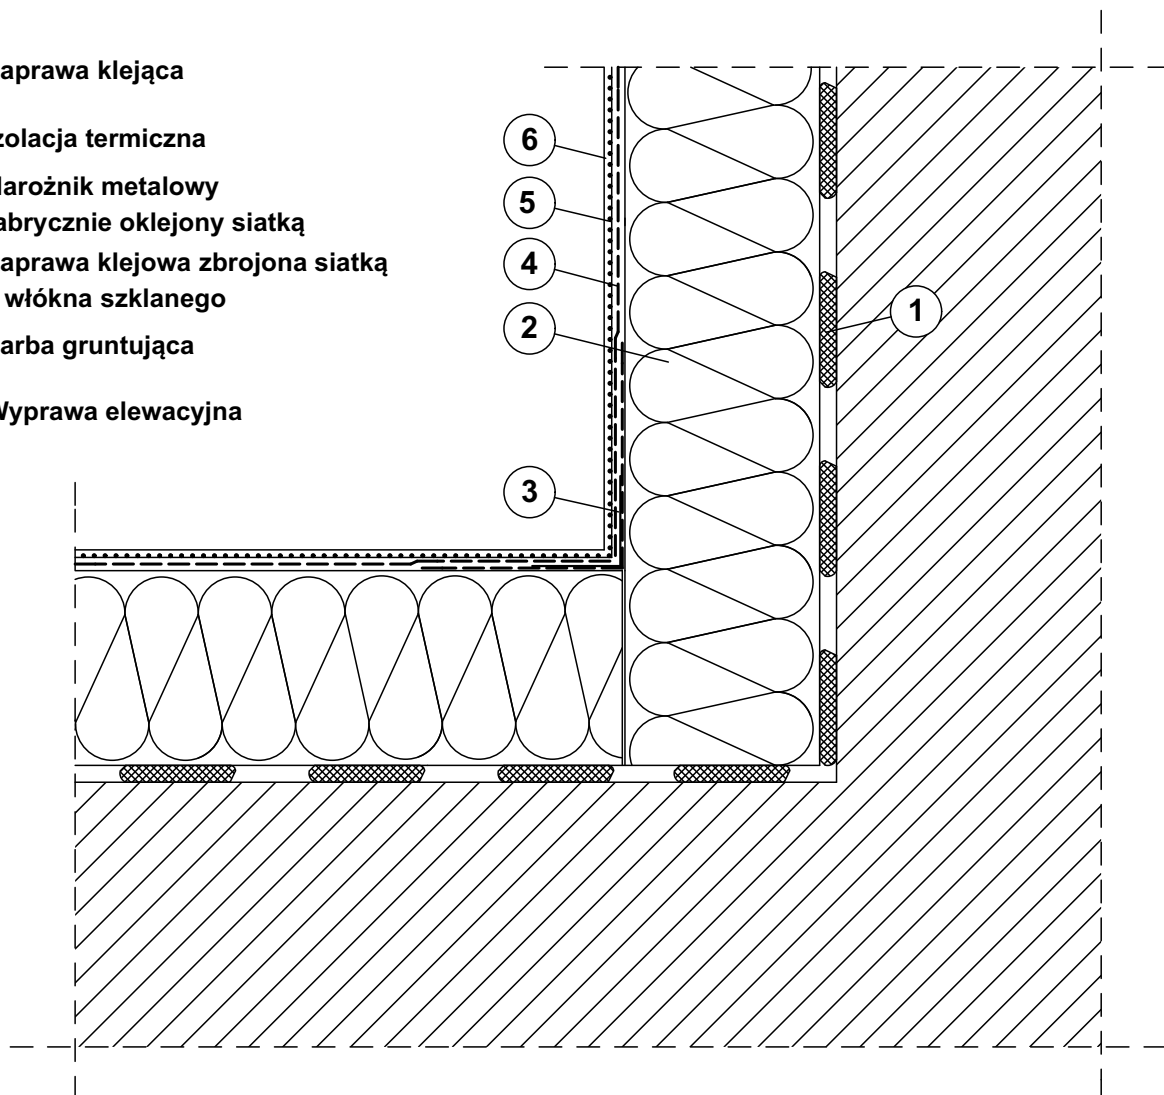 aprawa klejąca
zolacja termiczna
arożnik metalowy
abrycznie oklejony siatką
aprawa klejowa zbrojona siatką
włókna szklanego
arba gruntująca
Wyprawa elewacyjna
6
5
4
2
1
3